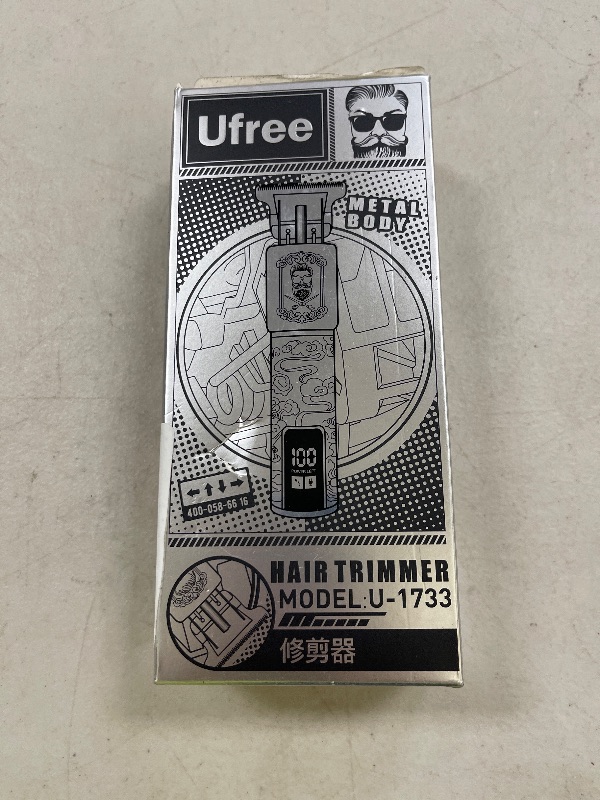 Ufree
METAL
BODY
100
400-058-66 16
HAIR TRIMMER
MODEL:U-1733
修剪器